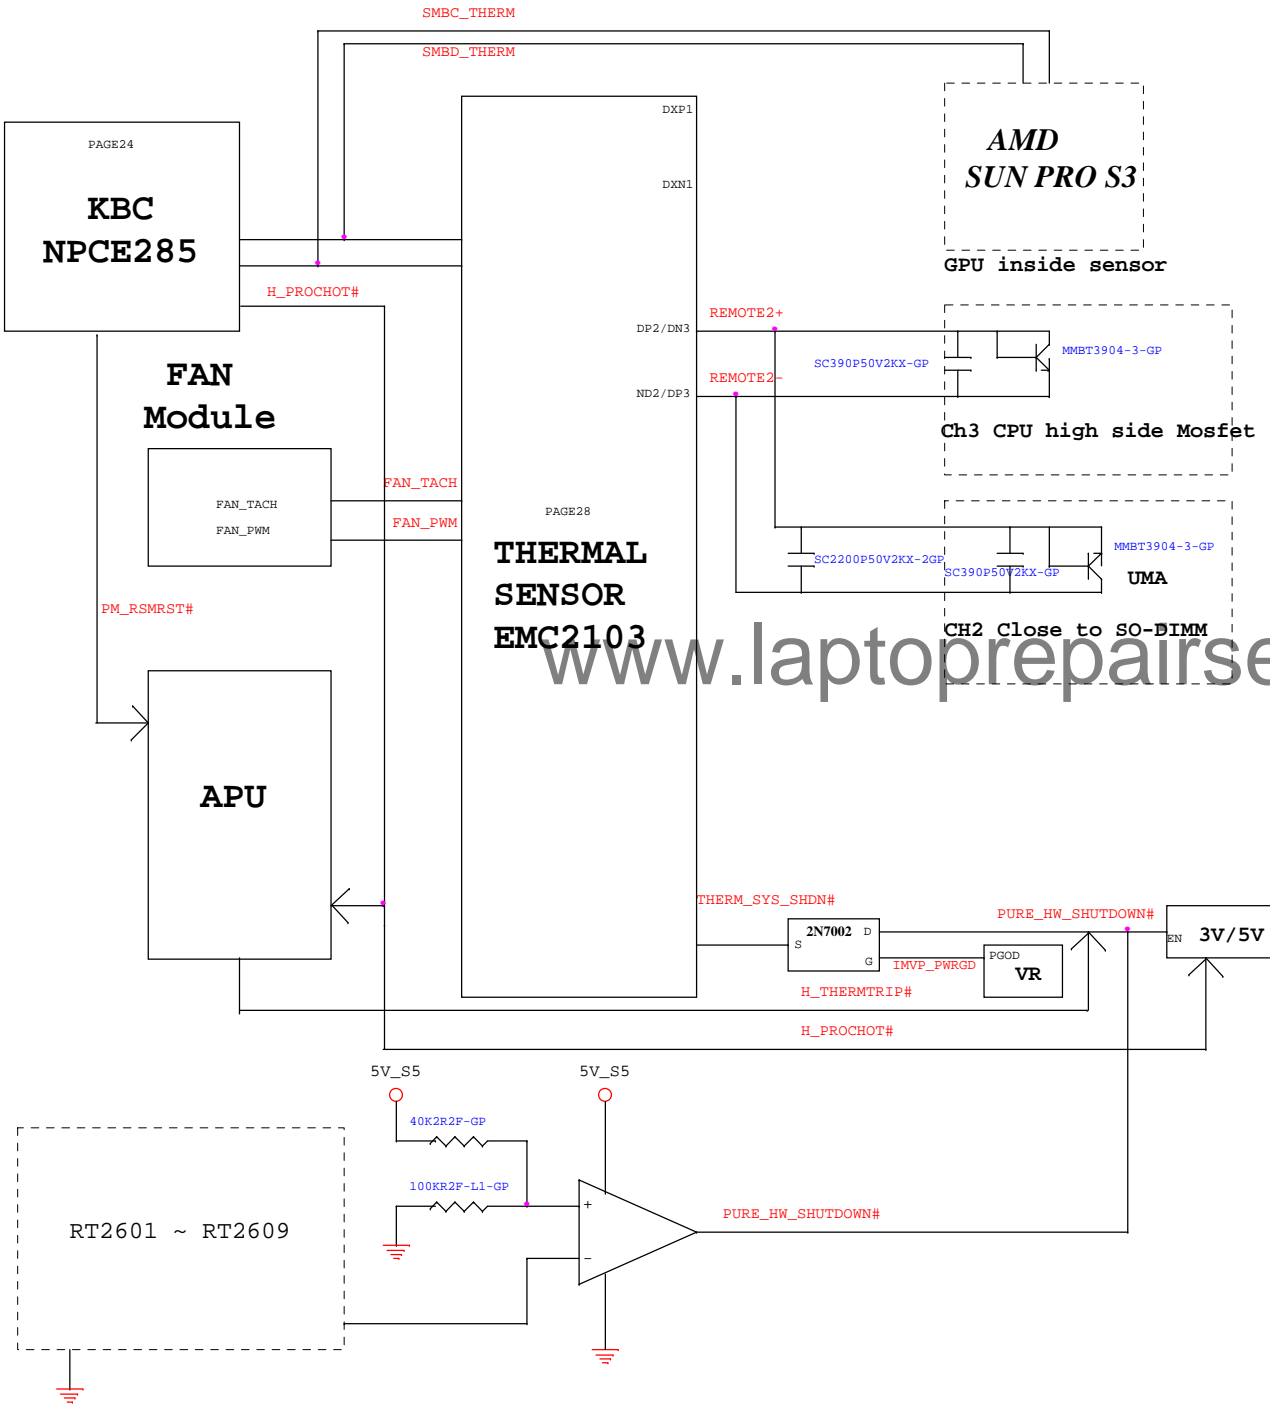 SMBC_THERM
SMBD_THERM
DXP1
PAGE24
AMD
SUN PRO S3
DXN1
KBC
NPCE285
GPU inside sensor
H_PROCHOT#
REMOTE2+
DP2/DN3
SC390P50V2KX-GP
MMBT3904-3-GP
FAN
Module
REMOTE2-
ND2/DP3
Ch3 CPU high side Mosfet
FAN_TACH
FAN_TACH
PAGE28
FAN_PWM
FAN_PWM
THERMAL
SENSOR
EMC2103
SC2200P50V2KX-2GP
SC390P50V2KX-GP
MMBT3904-3-GP
UMA
PM_RSMRST#
CH2 Close to SO-DIMM
www.laptoprepairse
APU
THERM_SYS_SHDN#
PURE_HW_SHUTDOWN#
2N7002
D
S
G
EN
3V/5V
IMVP_PWRGD
PGOD
VR
H_THERMTRIP#
H_PROCHOT#
5V_S5
5V_S5
40K2R2F-GP
100KR2F-L1-GP
+
-
PURE_HW_SHUTDOWN#
RT2601 ~ RT2609